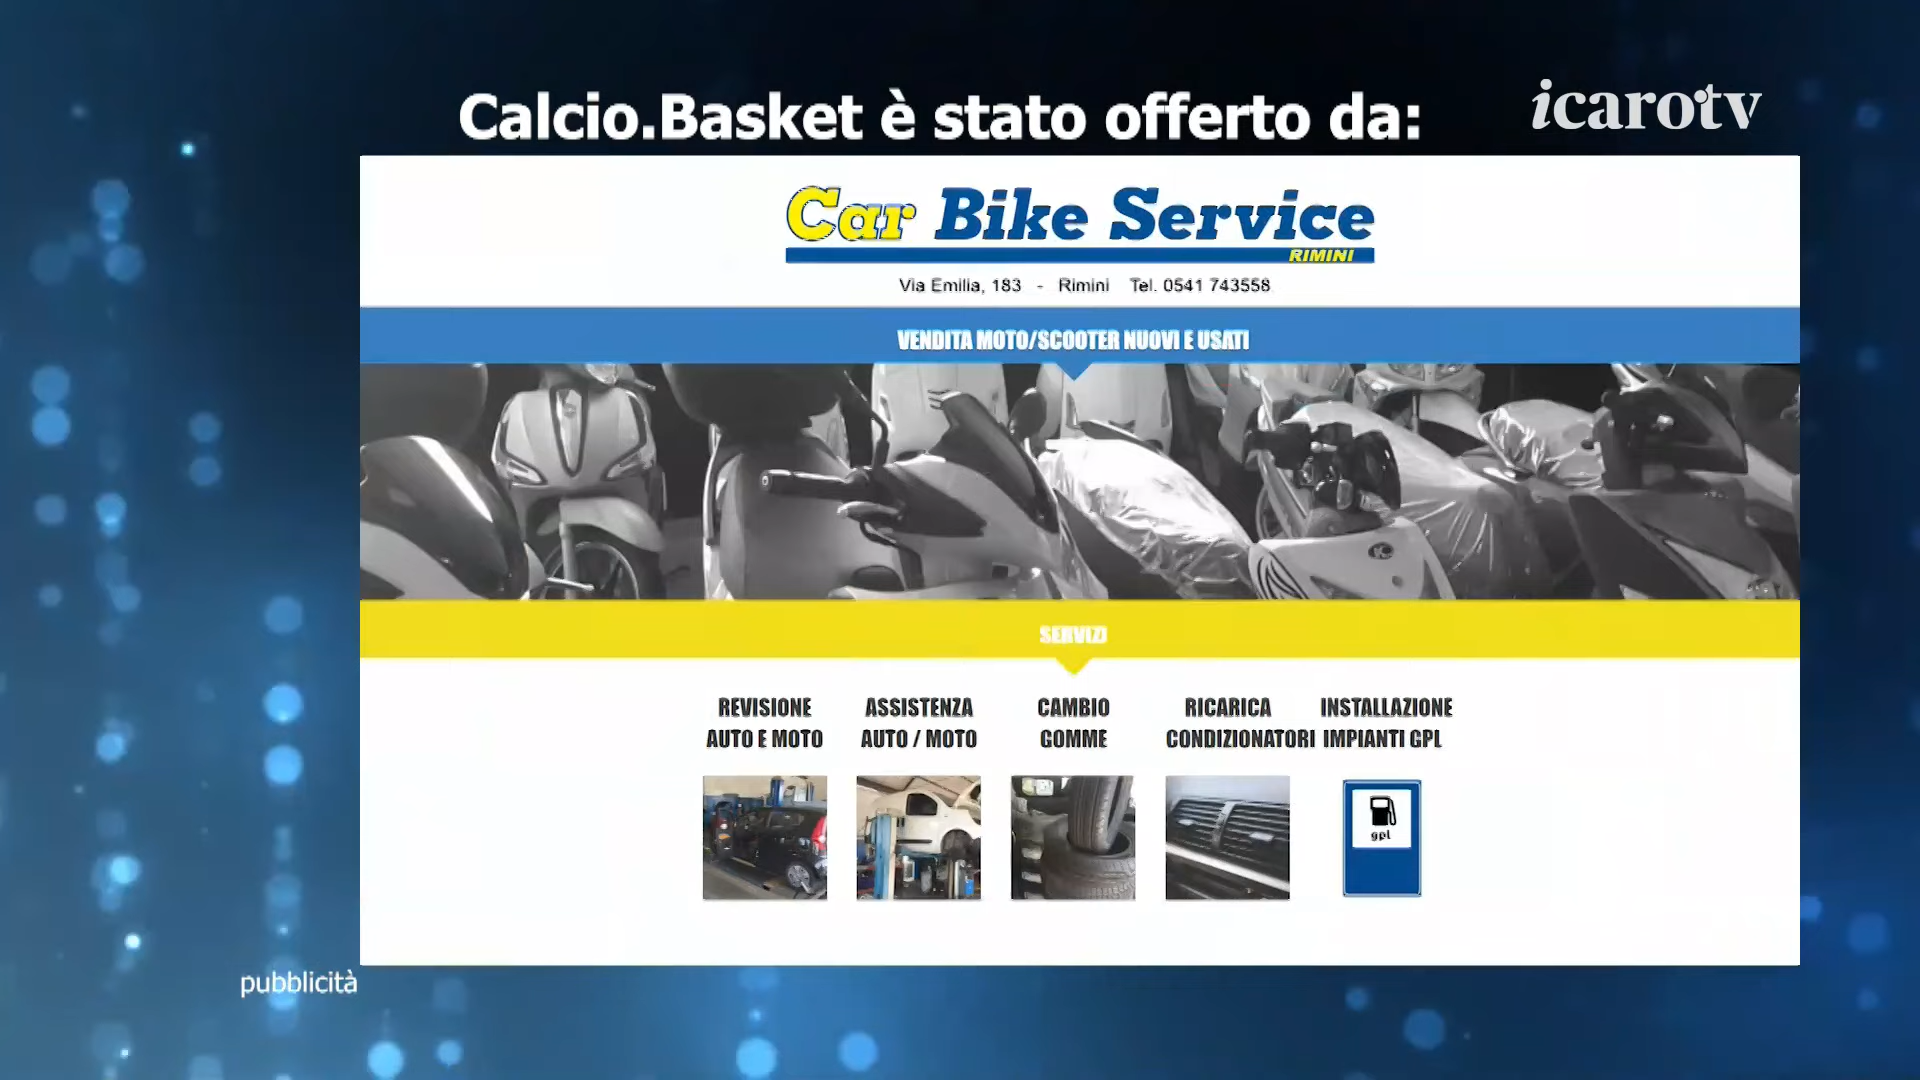 Calcio.Basket è stato offerto da:
icarotv
Car Bike Service
RIMINI
Via Emilia, 183 - Rimini Tel. 0541 743558
VENDITA MOTO/SCOOTER NUOVI E USATI
SERVIZI
REVISIONE
AUTO E MOTO
ASSISTENZA
AUTO / MOTO
CAMBIO
GOMME
RICARICA
CONDIZIONATORI
INSTALLAZIONE
IMPIANTI GPL
gpl
pubblicità